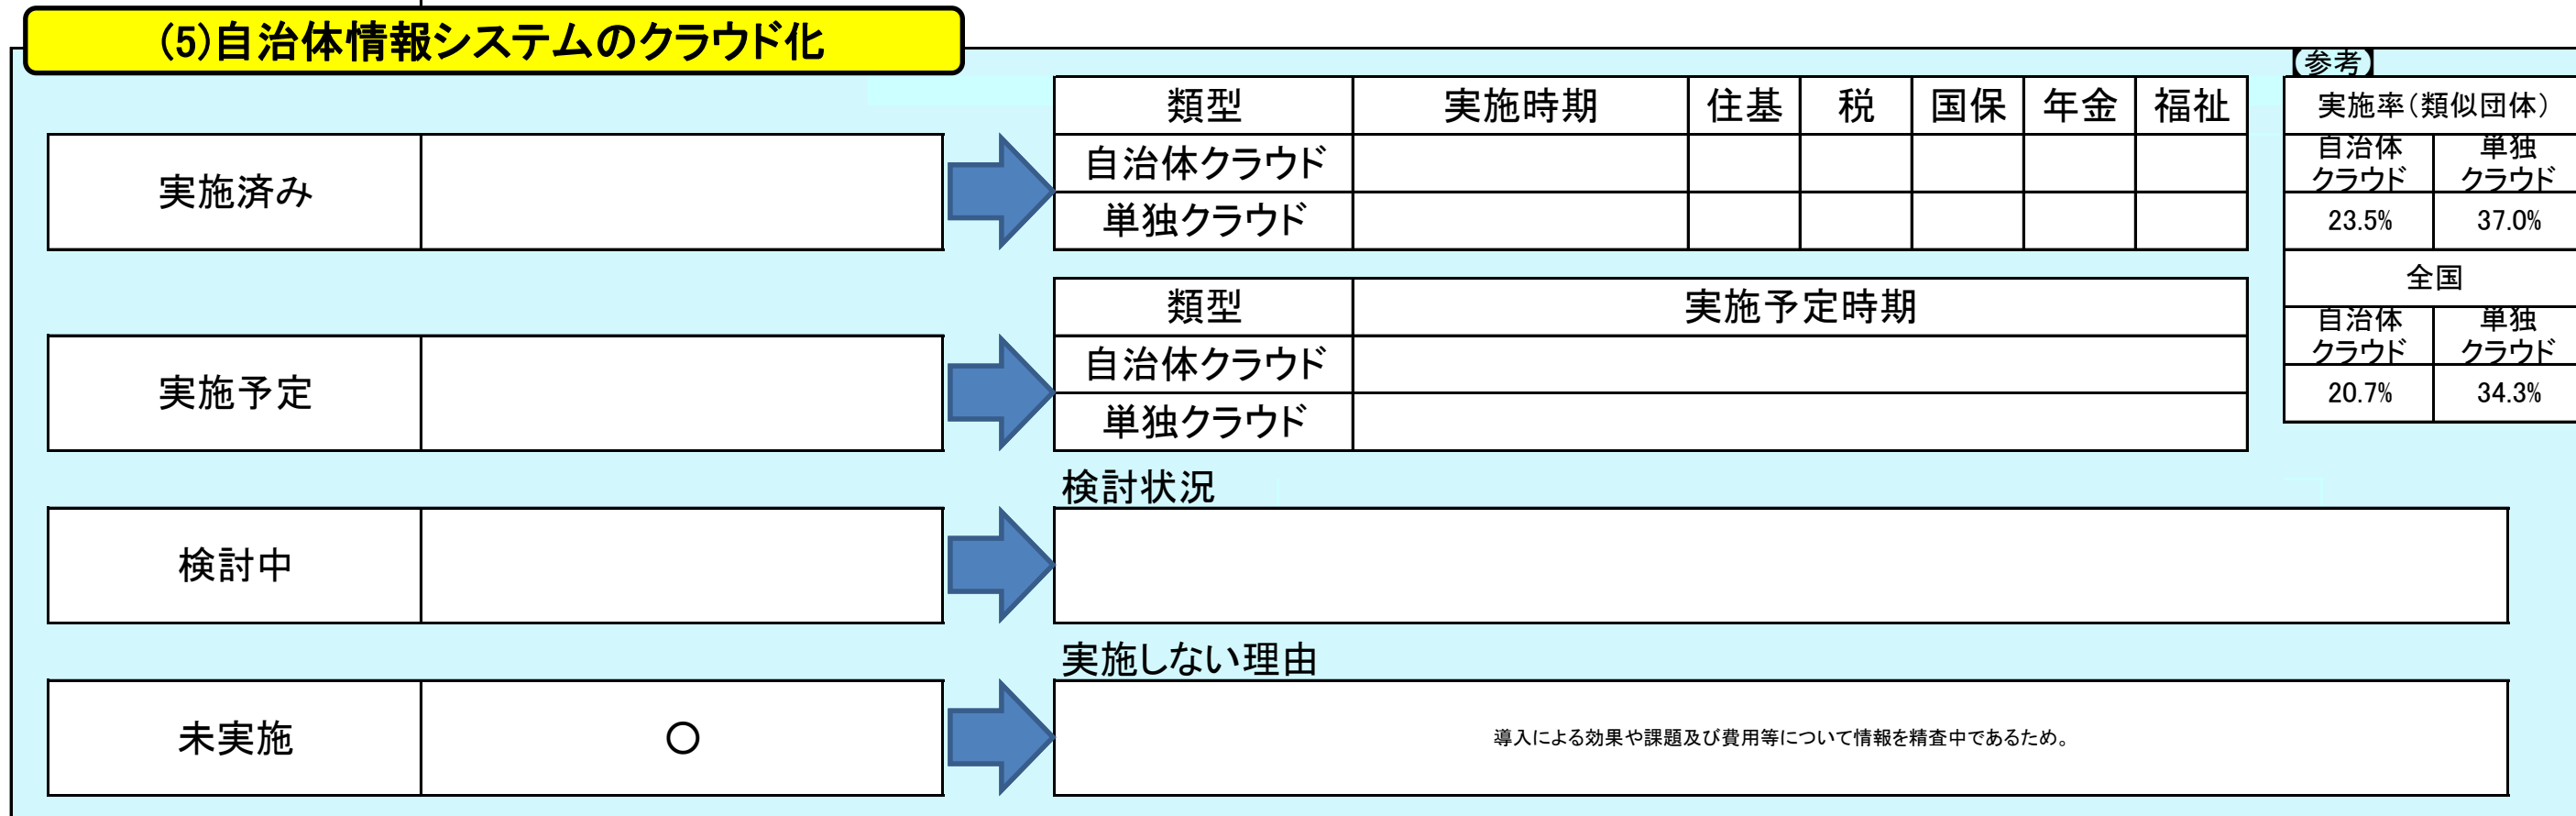 (5)自治体情報システムのクラウド化
【参考】
類型 実施時期 住基 税 国保 年金 福祉
自治体クラウド
単独クラウド
実施済み
実施率(類似団体)
自治体 単独
クラウド クラウド
23.5% 37.0%
全国
自治体 単独
クラウド クラウド
20.7% 34.3%
類型 実施予定時期
自治体クラウド
単独クラウド
実施予定
検討状況
検討中
実施しない理由
未実施 ○
導入による効果や課題及び費用等について情報を精査中であるため。